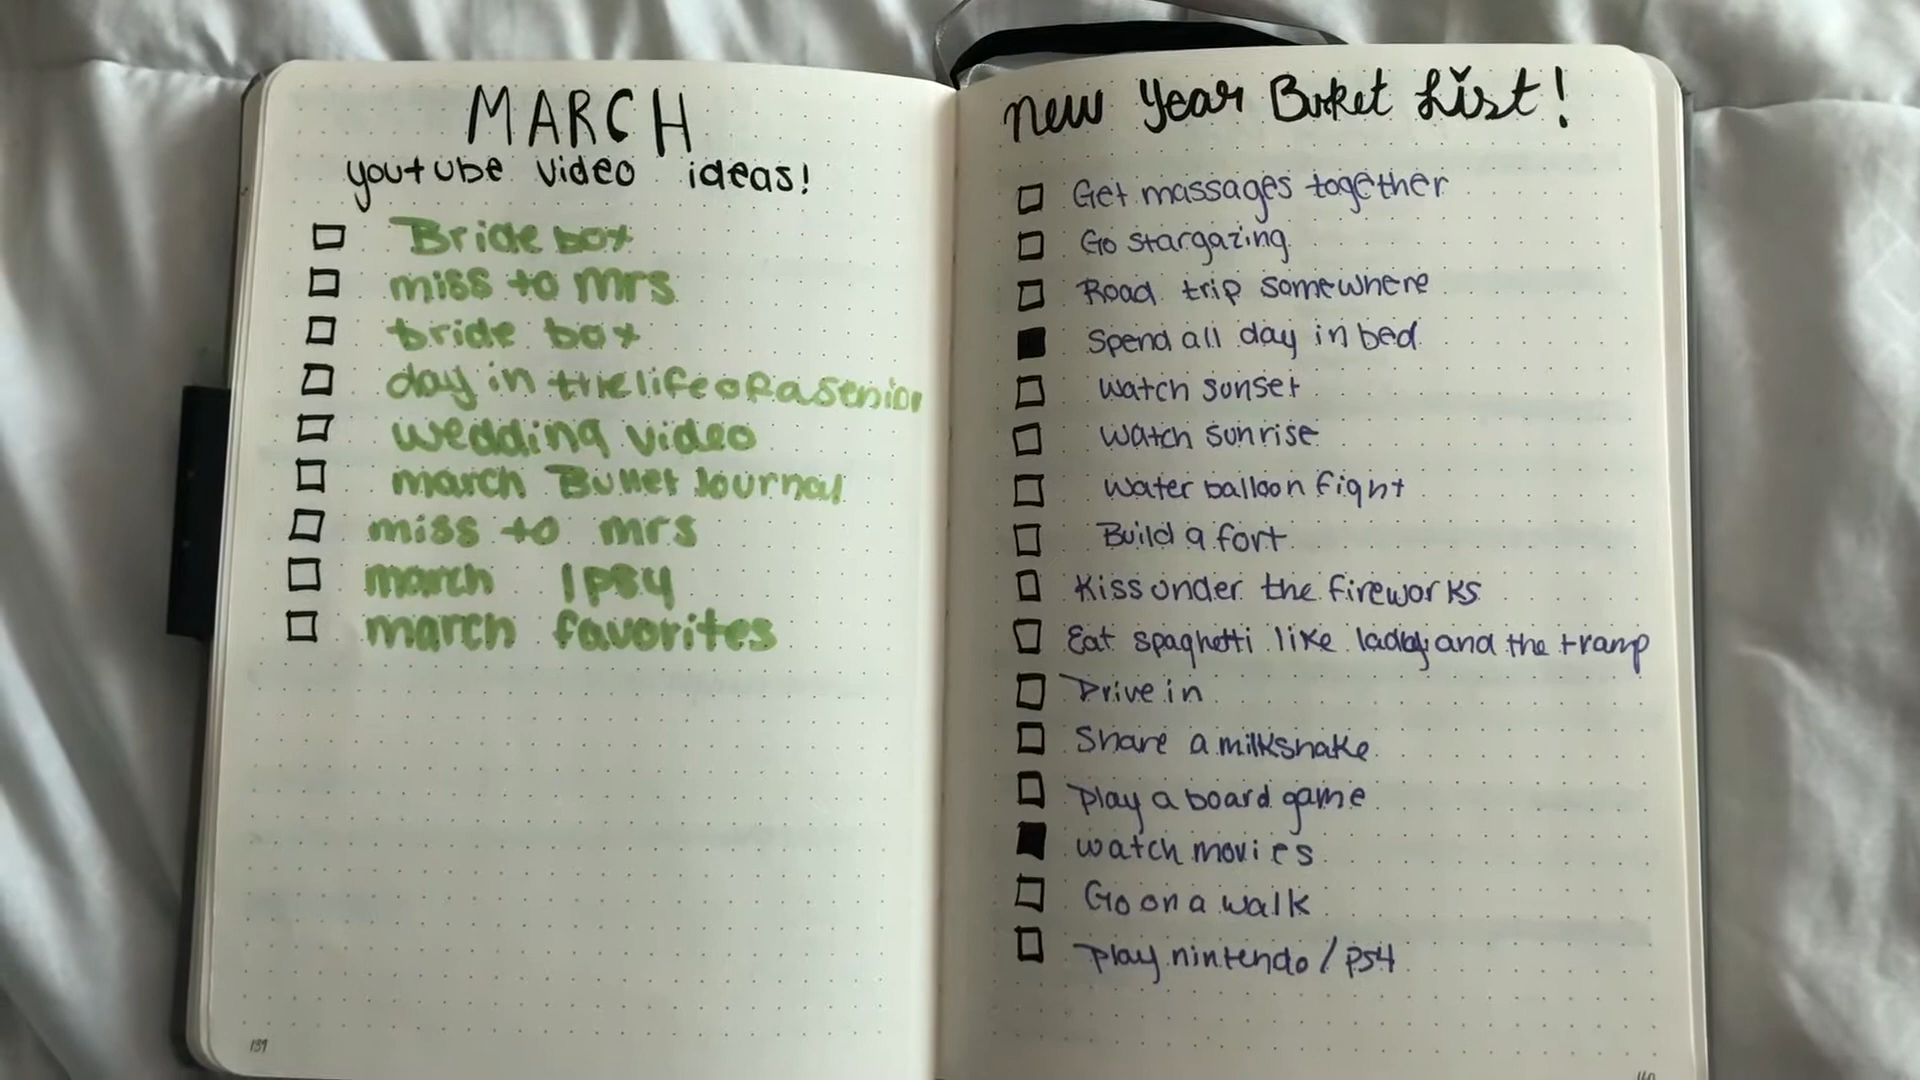 MARCH
youtube video ideas!
Bride box
miss to mrs
bride box
day in the life of a senior
wedding video
march Bullet Journal
miss to mrs
march Ipsy
march favorites
139
New Year Bucket List!
Get massages together
Go stargazing
Road trip somewhere
Spend all day in bed
Watch sunset
Watch sunrise
Water balloon fight
Build a fort
Kiss under the fireworks
Eat spaghetti like lady and the tramp
Drive in
Share a milkshake
Play a board game
watch movies
Go on a walk
Play nintendo / ps4